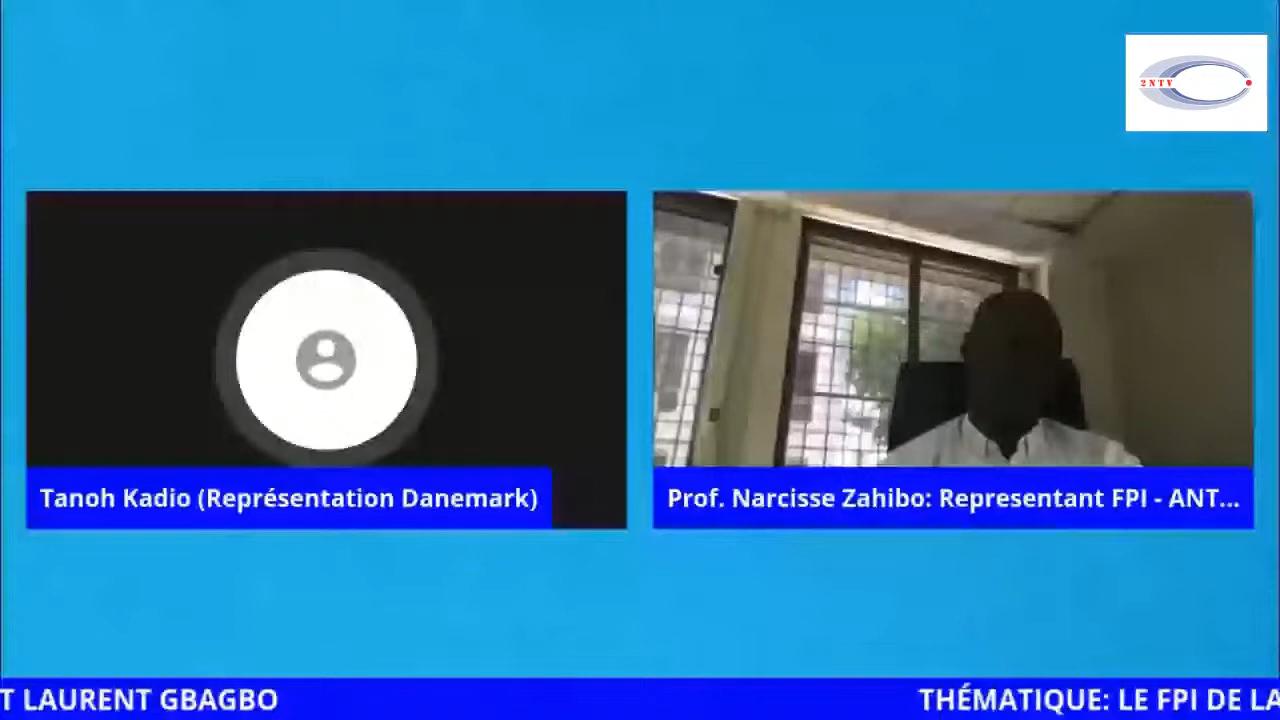 2NTV
Tanoh Kadio (Représentation Danemark)
Prof. Narcisse Zahibo: Representant FPI - ANT...
T LAURENT GBAGBO
THÉMATIQUE: LE FPI DE LA